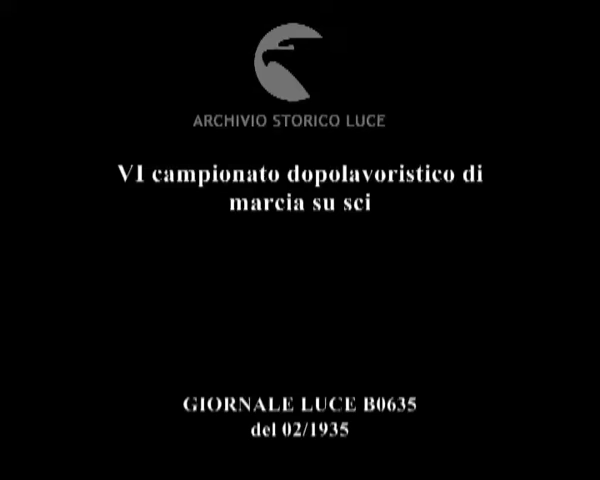 ARCHIVIO STORICO LUCE
VI campionato dopolavoristico di
marcia su sci
GIORNALE LUCE B0635
del 02/1935